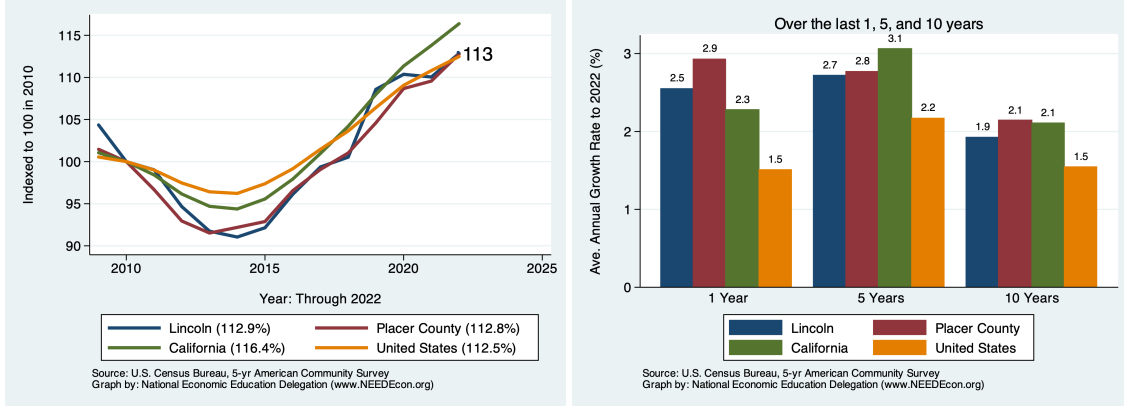 115
110
105
100
95
90
Indexed to 100 in 2010
113
2010
2015
2020
2025
Year: Through 2022
Lincoln (112.9%)
Placer County (112.8%)
California (116.4%)
United States (112.5%)
Source: U.S. Census Bureau, 5-yr American Community Survey
Graph by: National Economic Education Delegation (www.NEEDEcon.org)
Over the last 1, 5, and 10 years
Ave. Annual Growth Rate to 2022 (%)
3
2
1
0
2.5
2.9
2.3
1.5
2.7
2.8
3.1
2.2
1.9
2.1
2.1
1.5
1 Year
5 Years
10 Years
Lincoln
Placer County
California
United States
Source: U.S. Census Bureau, 5-yr American Community Survey
Graph by: National Economic Education Delegation (www.NEEDEcon.org)